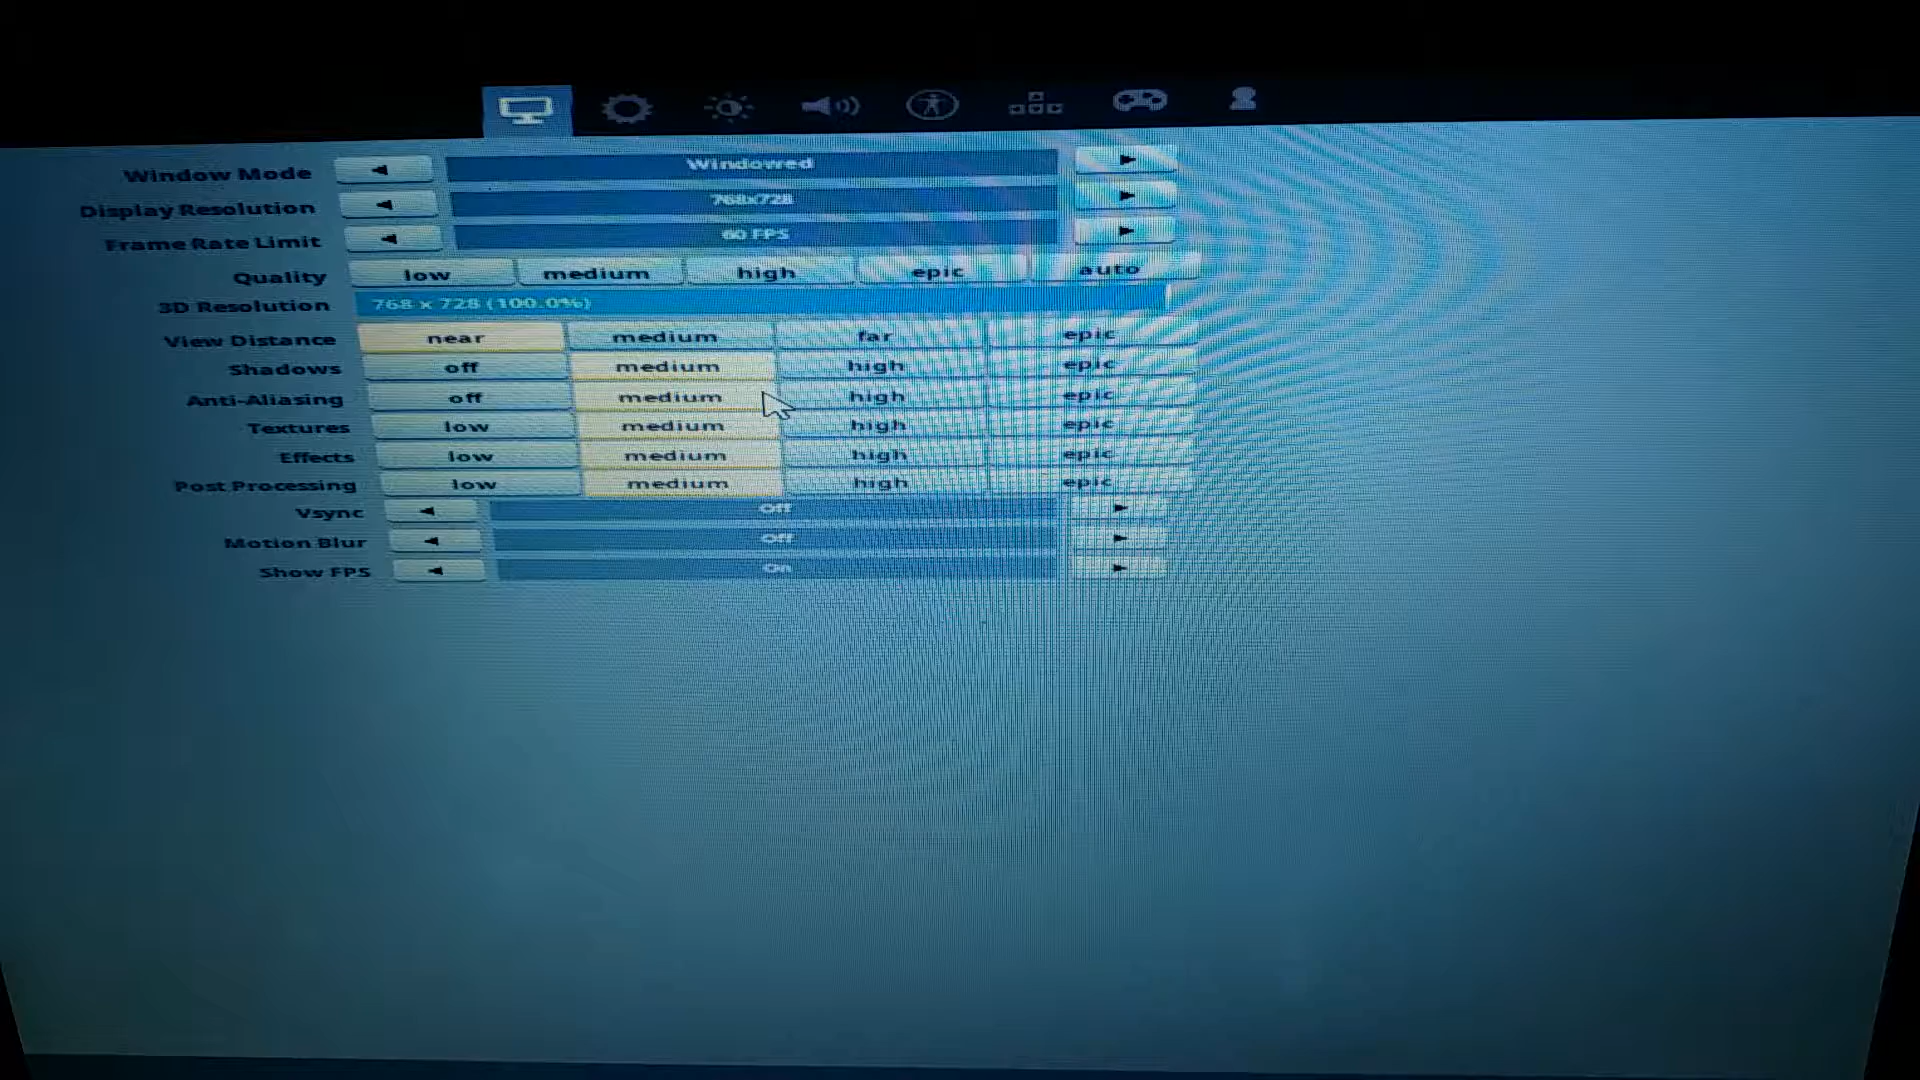 Window Mode Windowed
Display Resolution 768x728
Frame Rate Limit 60 FPS
Quality low medium high epic auto
3D Resolution 768 x 728 (100.0%)
View Distance near medium far epic
Shadows off medium high epic
Anti-Aliasing off medium high epic
Textures low medium high epic
Effects low medium high epic
Post Processing low medium high epic
Vsync Off
Motion Blur Off
Show FPS On